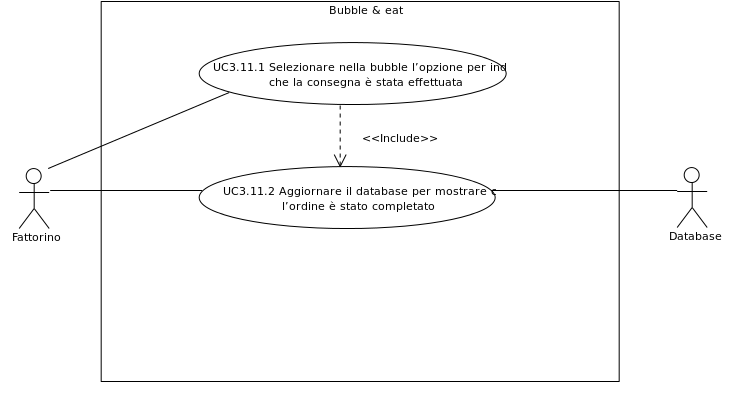 Bubble & eat
UC3.11.1 Selezionare nella bubble l’opzione per ind
che la consegna è stata effettuata
<<Include>>
UC3.11.2 Aggiornare il database per mostrare c
l’ordine è stato completato
Fattorino
Database